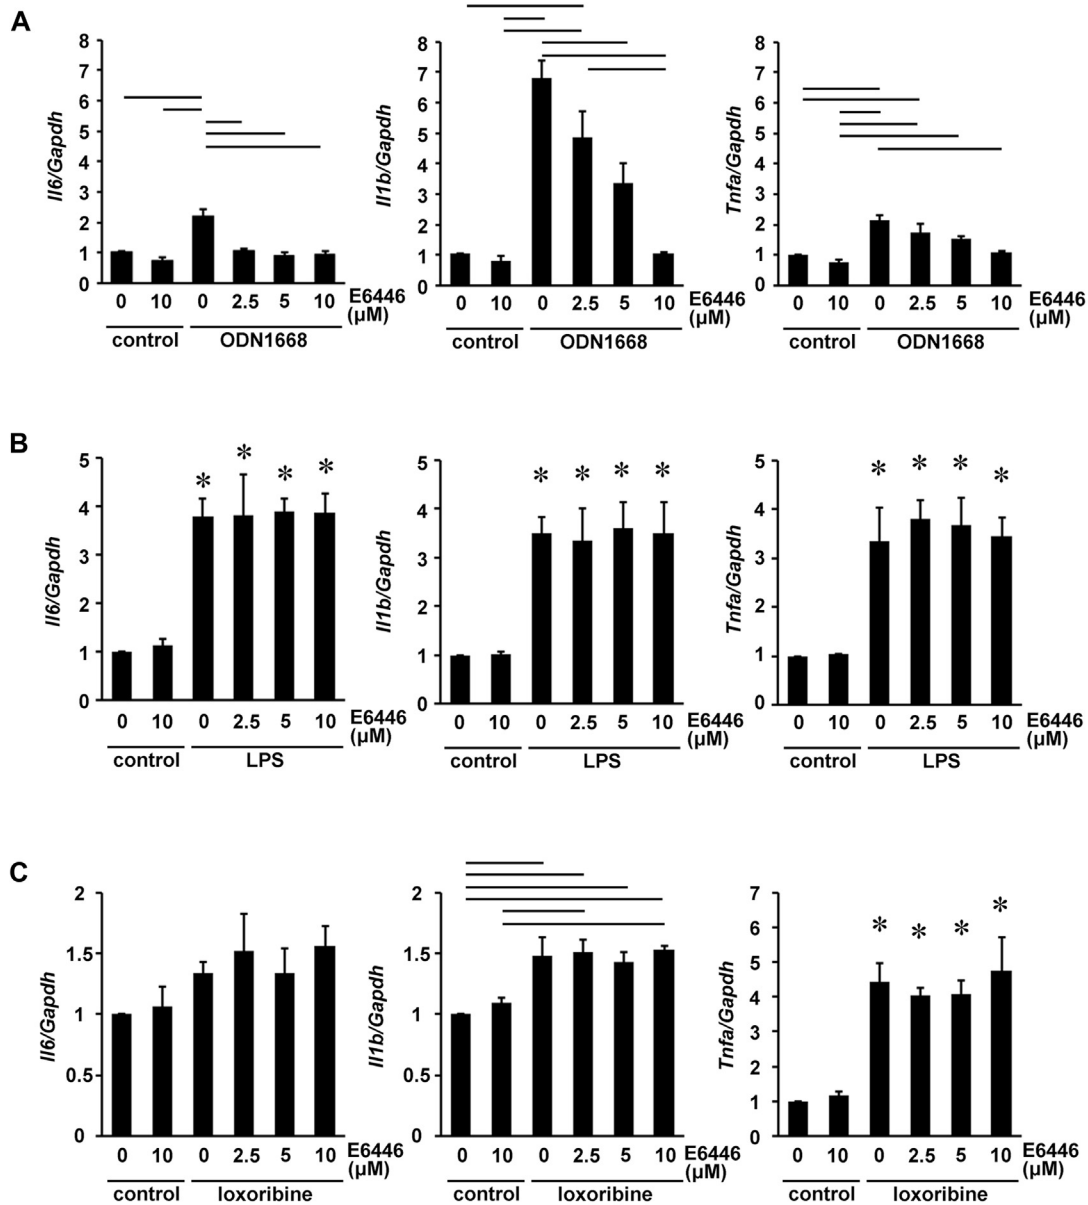 A
Il6/Gapdh
8
7
6
5
4
3
2
1
0
0 10 0 2.5 5 10 E6446
(µM)
control ODN1668
Il1b/Gapdh
8
7
6
5
4
3
2
1
0
0 10 0 2.5 5 10 E6446
(µM)
control ODN1668
Tnfa/Gapdh
8
7
6
5
4
3
2
1
0
0 10 0 2.5 5 10 E6446
(µM)
control ODN1668
B
Il6/Gapdh
5
4
3
2
1
0
* * * *
0 10 0 2.5 5 10 E6446
(µM)
control LPS
Il1b/Gapdh
5
4
3
2
1
0
* * * *
0 10 0 2.5 5 10 E6446
(µM)
control LPS
Tnfa/Gapdh
5
4
3
2
1
0
* * * *
0 10 0 2.5 5 10 E6446
(µM)
control LPS
C
Il6/Gapdh
2
1.5
1
0.5
0
0 10 0 2.5 5 10 E6446
(µM)
control loxoribine
Il1b/Gapdh
2
1.5
1
0.5
0
0 10 0 2.5 5 10 E6446
(µM)
control loxoribine
Tnfa/Gapdh
7
6
5
4
3
2
1
0
* * * *
0 10 0 2.5 5 10 E6446
(µM)
control loxoribine